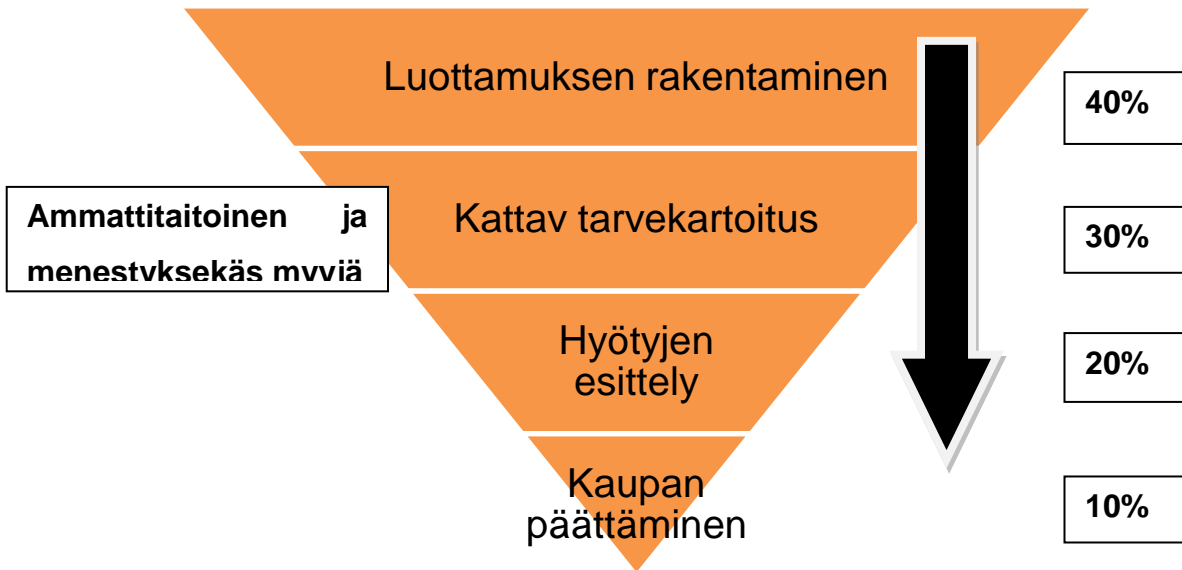 Luottamuksen rakentaminen
40%
Ammattitaitoinen ja
menestyksekäs myyjä
Kattav tarvekartoitus
30%
Hyötyjen
esittely
20%
Kaupan
päättäminen
10%